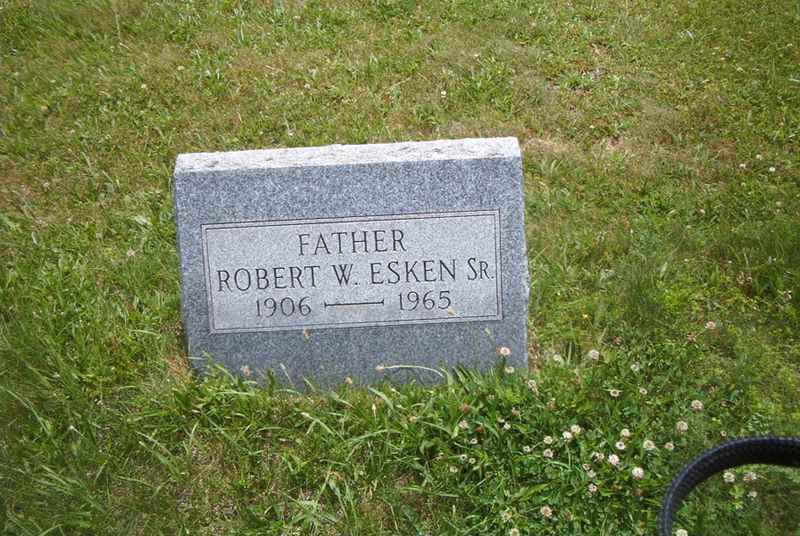 FATHER
ROBERT W. ESKEN SR.
1906 — 1965